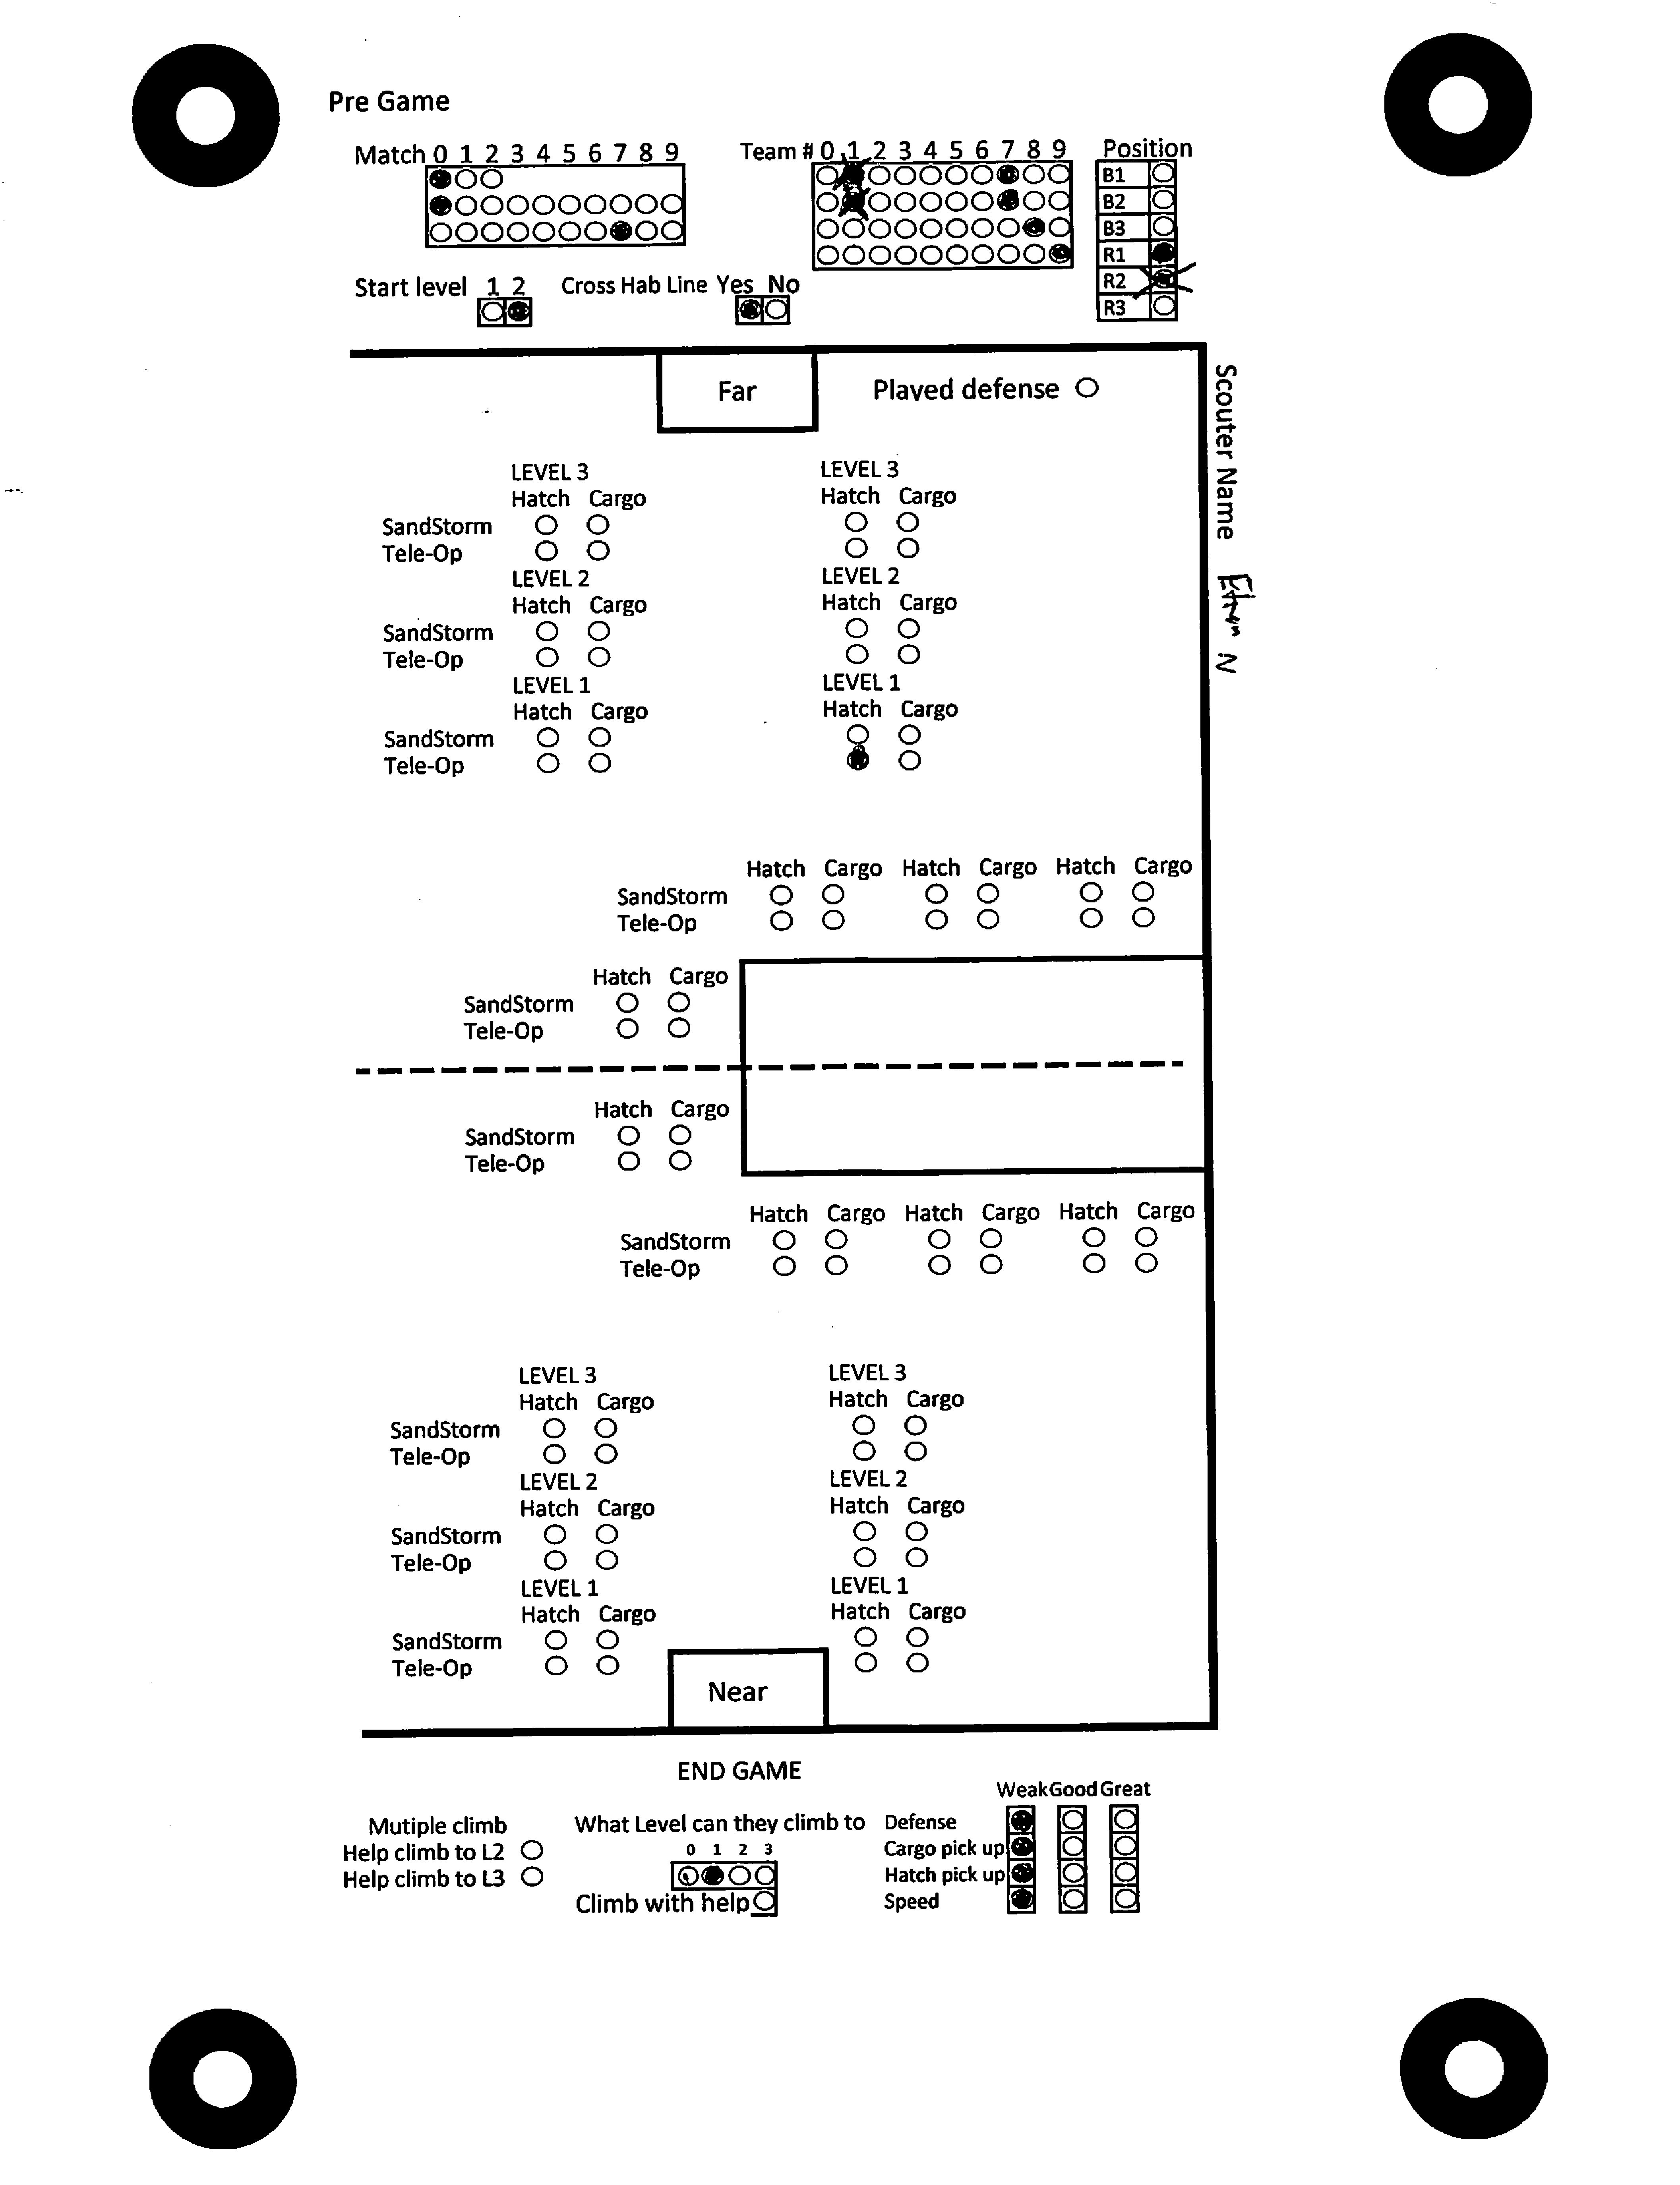 Pre Game
Match 0 1 2 3 4 5 6 7 8 9
Team # 0 1 2 3 4 5 6 7 8 9
Position
B1
B2
B3
R1
R2
R3
Start level 1 2
Cross Hab Line Yes No
Far
Played defense
Scouter Name
LEVEL 3 LEVEL 3
Hatch Cargo Hatch Cargo
SandStorm
Tele-Op
LEVEL 2 LEVEL 2
Hatch Cargo Hatch Cargo
SandStorm
Tele-Op
LEVEL 1 LEVEL 1
Hatch Cargo Hatch Cargo
SandStorm
Tele-Op
Hatch Cargo Hatch Cargo Hatch Cargo
SandStorm
Tele-Op
Hatch Cargo
SandStorm
Tele-Op
Hatch Cargo
SandStorm
Tele-Op
Hatch Cargo Hatch Cargo Hatch Cargo
SandStorm
Tele-Op
LEVEL 3 LEVEL 3
Hatch Cargo Hatch Cargo
SandStorm
Tele-Op
LEVEL 2 LEVEL 2
Hatch Cargo Hatch Cargo
SandStorm
Tele-Op
LEVEL 1 LEVEL 1
Hatch Cargo Hatch Cargo
SandStorm
Tele-Op
Near
END GAME
Mutiple climb
Help climb to L2
Help climb to L3
What Level can they climb to
0 1 2 3
Climb with help
Weak Good Great
Defense
Cargo pick up
Hatch pick up
Speed